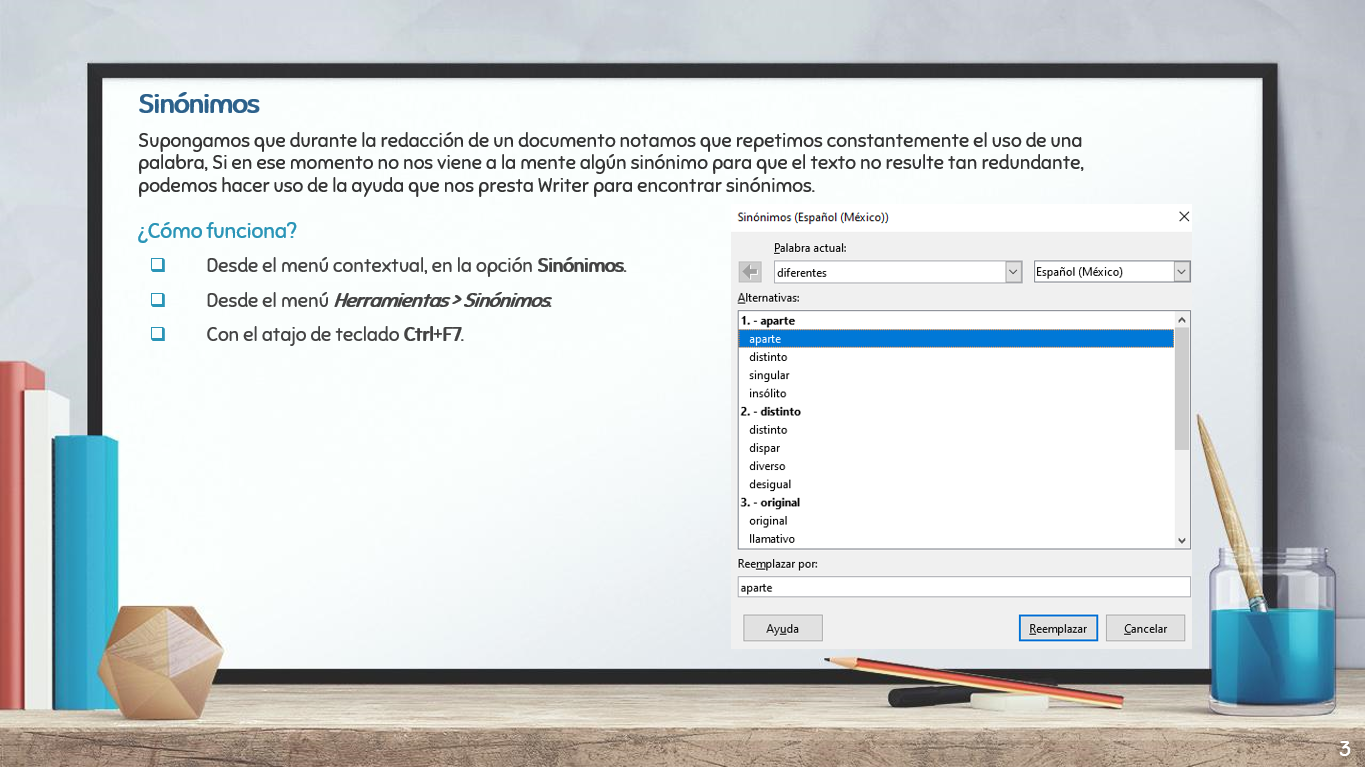 Sinónimos
Supongamos que durante la redacción de un documento notamos que repetimos constantemente el uso de una
palabra, Si en ese momento no nos viene a la mente algún sinónimo para que el texto no resulte tan redundante,
podemos hacer uso de la ayuda que nos presta Writer para encontrar sinónimos.
¿Cómo funciona?
Desde el menú contextual, en la opción Sinónimos.
Desde el menú Herramientas > Sinónimos.
Con el atajo de teclado Ctrl+F7.
Sinónimos (Español (México))
Palabra actual:
diferentes
Español (México)
Alternativas:
1. - aparte
aparte
distinto
singular
insólito
2. - distinto
distinto
dispar
diverso
desigual
3. - original
original
llamativo
Reemplazar por:
aparte
Ayuda
Reemplazar
Cancelar
3